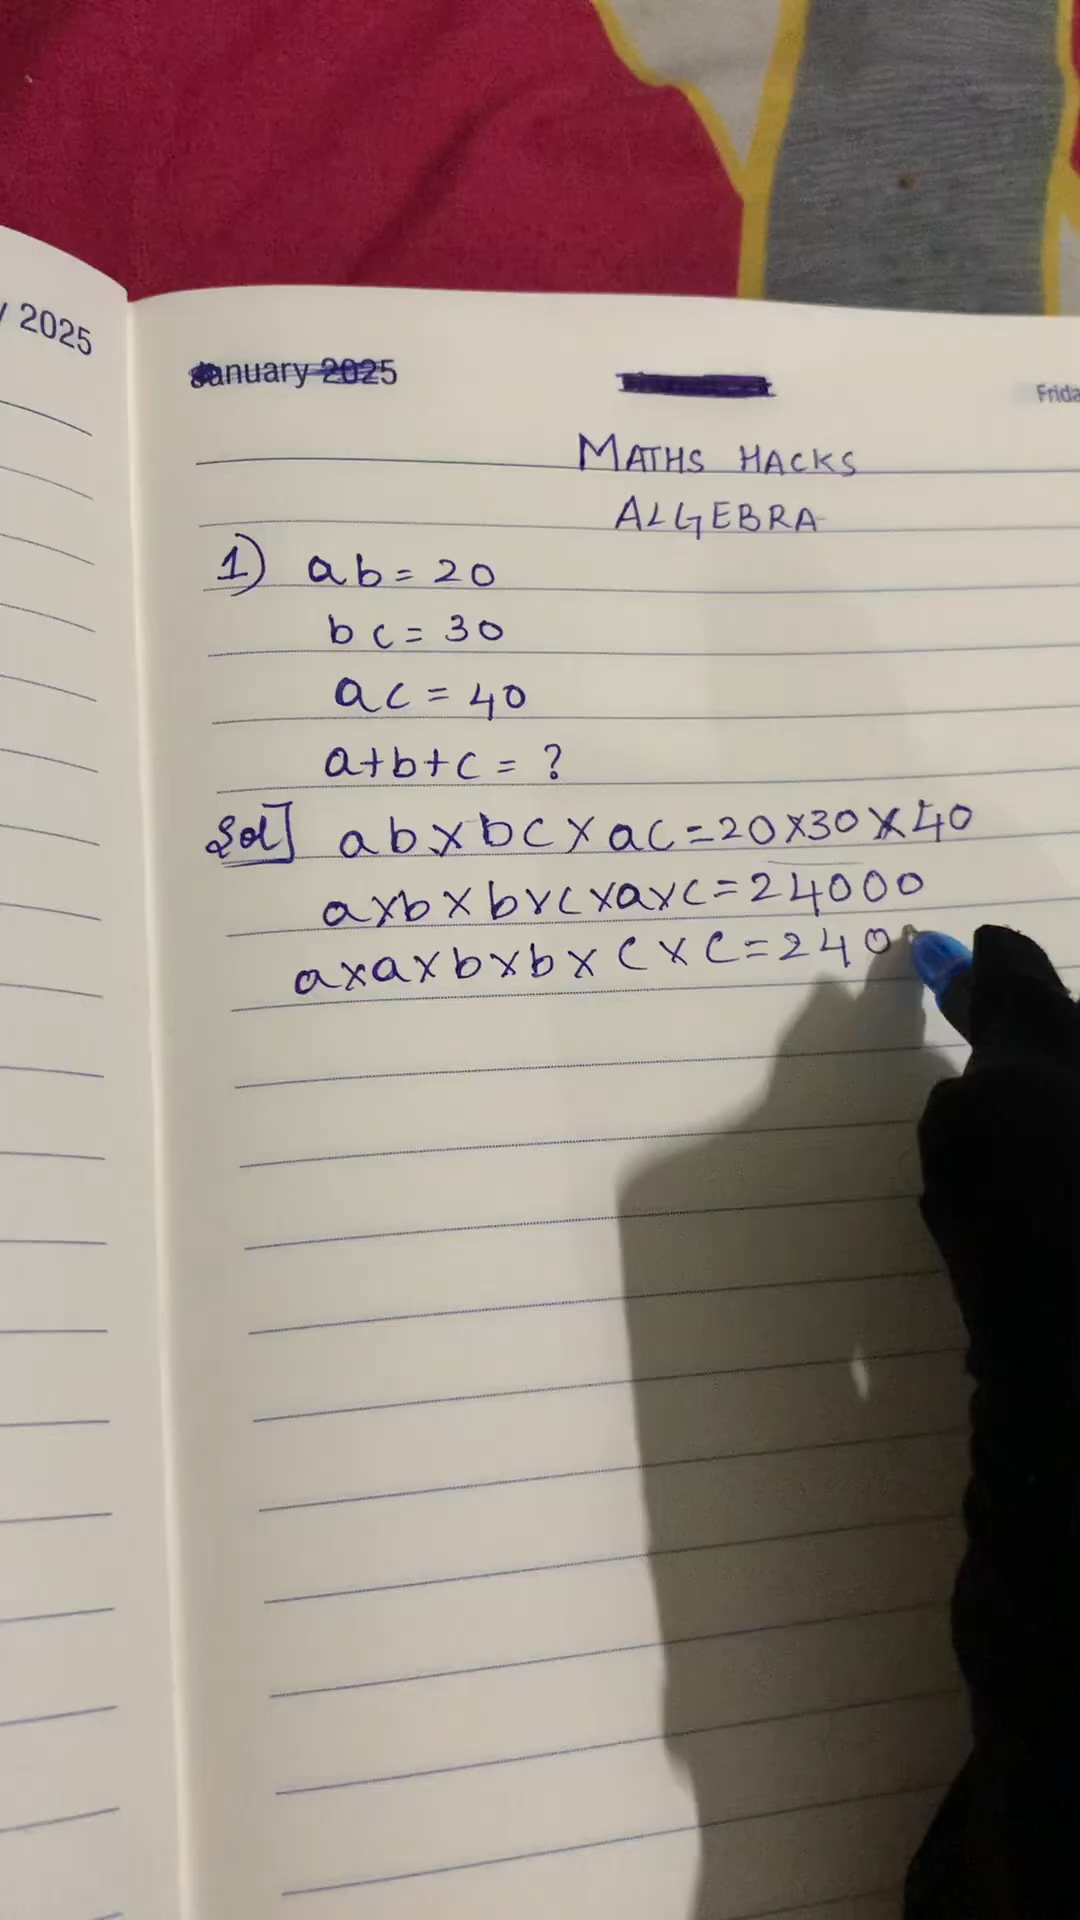 2025
January 2025
MATHS HACKS
ALGEBRA
1) ab = 20
bc = 30
ac = 40
a+b+c = ?
Sol] ab×bc×ac=20×30×40
a×b×b×c×a×c=24000
a×a×b×b×c×c=240